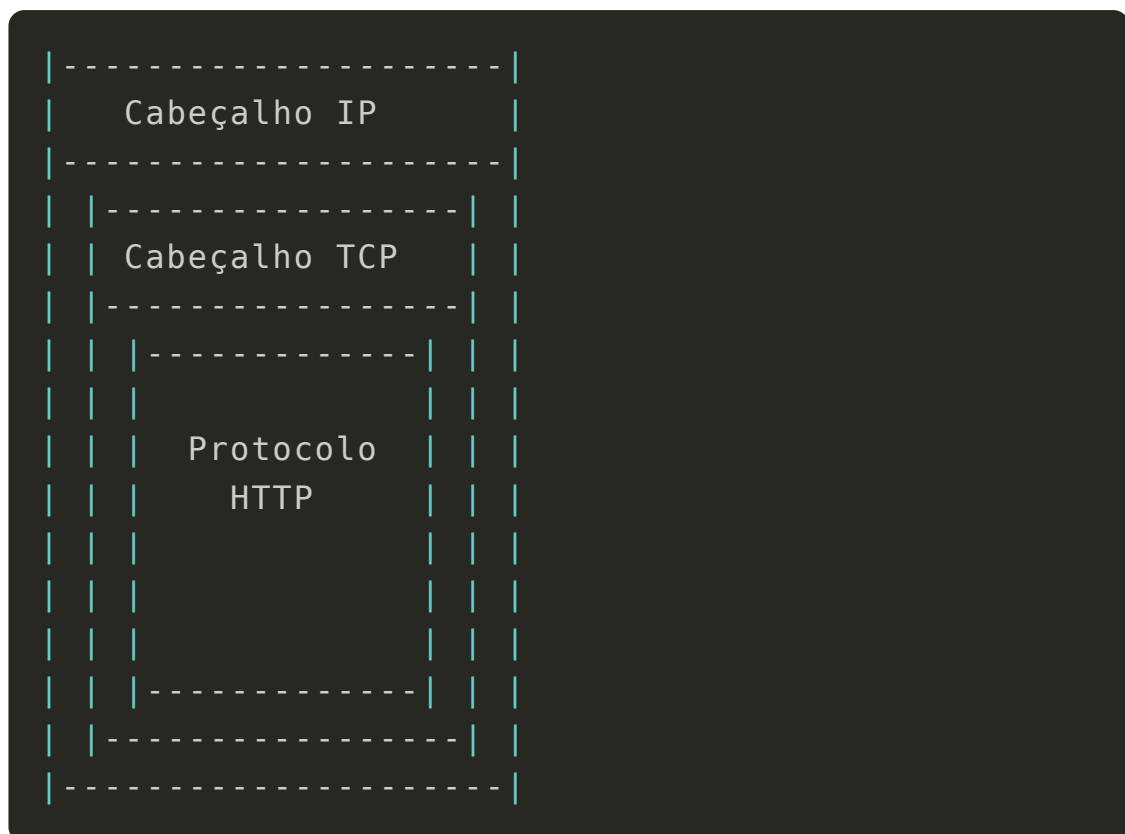 |---------------------|
|   Cabeçalho IP      |
|---------------------|
| |-----------------| |
| | Cabeçalho TCP   | |
| |-----------------| |
| | |-------------| | |
| | |             | | |
| | |  Protocolo  | | |
| | |    HTTP     | | |
| | |             | | |
| | |             | | |
| | |             | | |
| | |-------------| | |
| |-----------------| |
|---------------------|